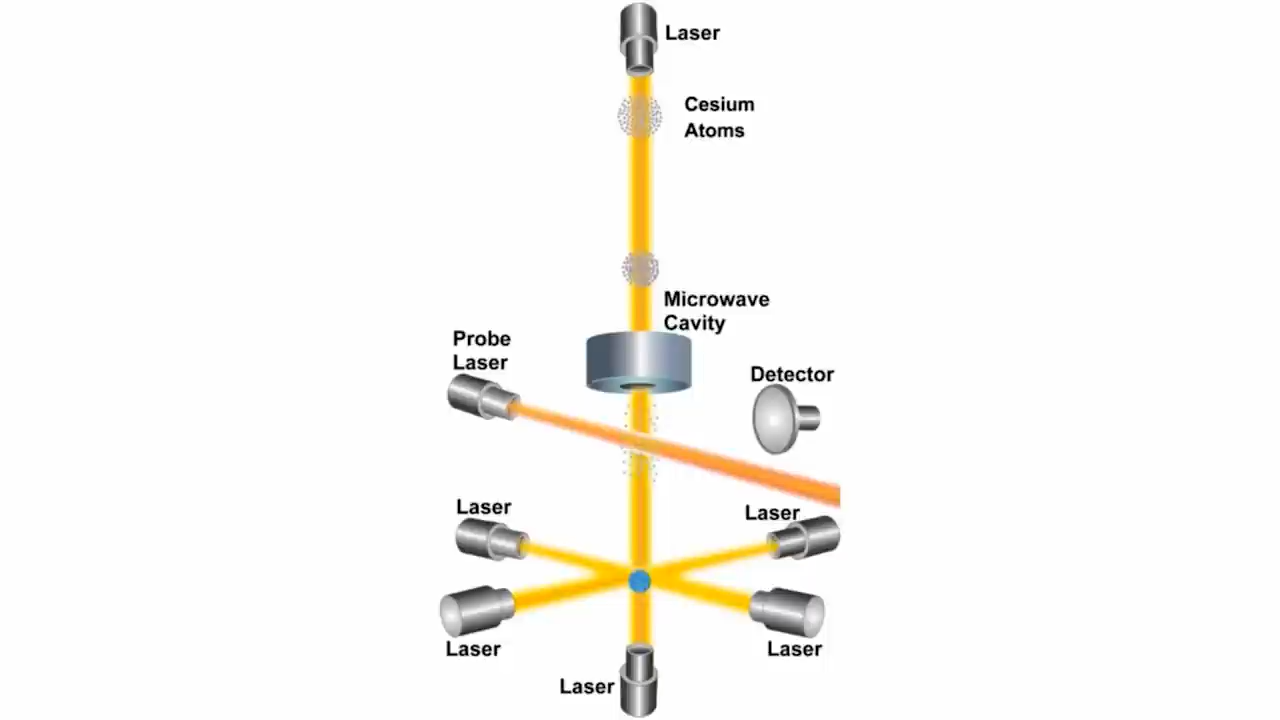 Laser
Cesium
Atoms
Microwave
Cavity
Probe
Laser
Detector
Laser
Laser
Laser
Laser
Laser